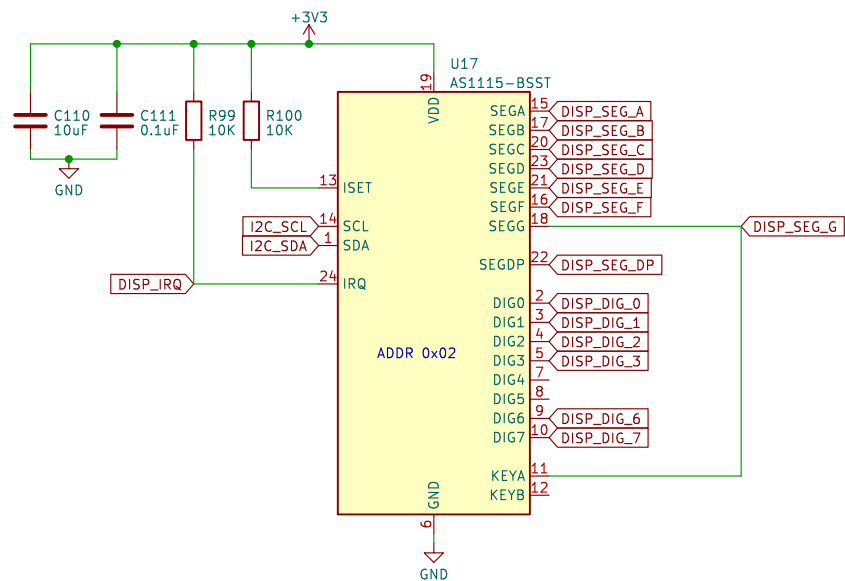 +3V3
U17
AS1115-BSST
C110
10uF
C111
0.1uF
R99
10K
R100
10K
GND
19
VDD
13
ISET
I2C_SCL
14
SCL
I2C_SDA
1
SDA
DISP_IRQ
24
IRQ
ADDR 0x02
SEGA
15
DISP_SEG_A
SEGB
17
DISP_SEG_B
SEGC
20
DISP_SEG_C
SEGD
23
DISP_SEG_D
SEGE
21
DISP_SEG_E
SEGF
16
DISP_SEG_F
SEGG
18
DISP_SEG_G
SEGDP
22
DISP_SEG_DP
DIG0
2
DISP_DIG_0
DIG1
3
DISP_DIG_1
DIG2
4
DISP_DIG_2
DIG3
5
DISP_DIG_3
DIG4
7
DIG5
8
DIG6
9
DISP_DIG_6
DIG7
10
DISP_DIG_7
KEYA
11
KEYB
12
GND
6
GND